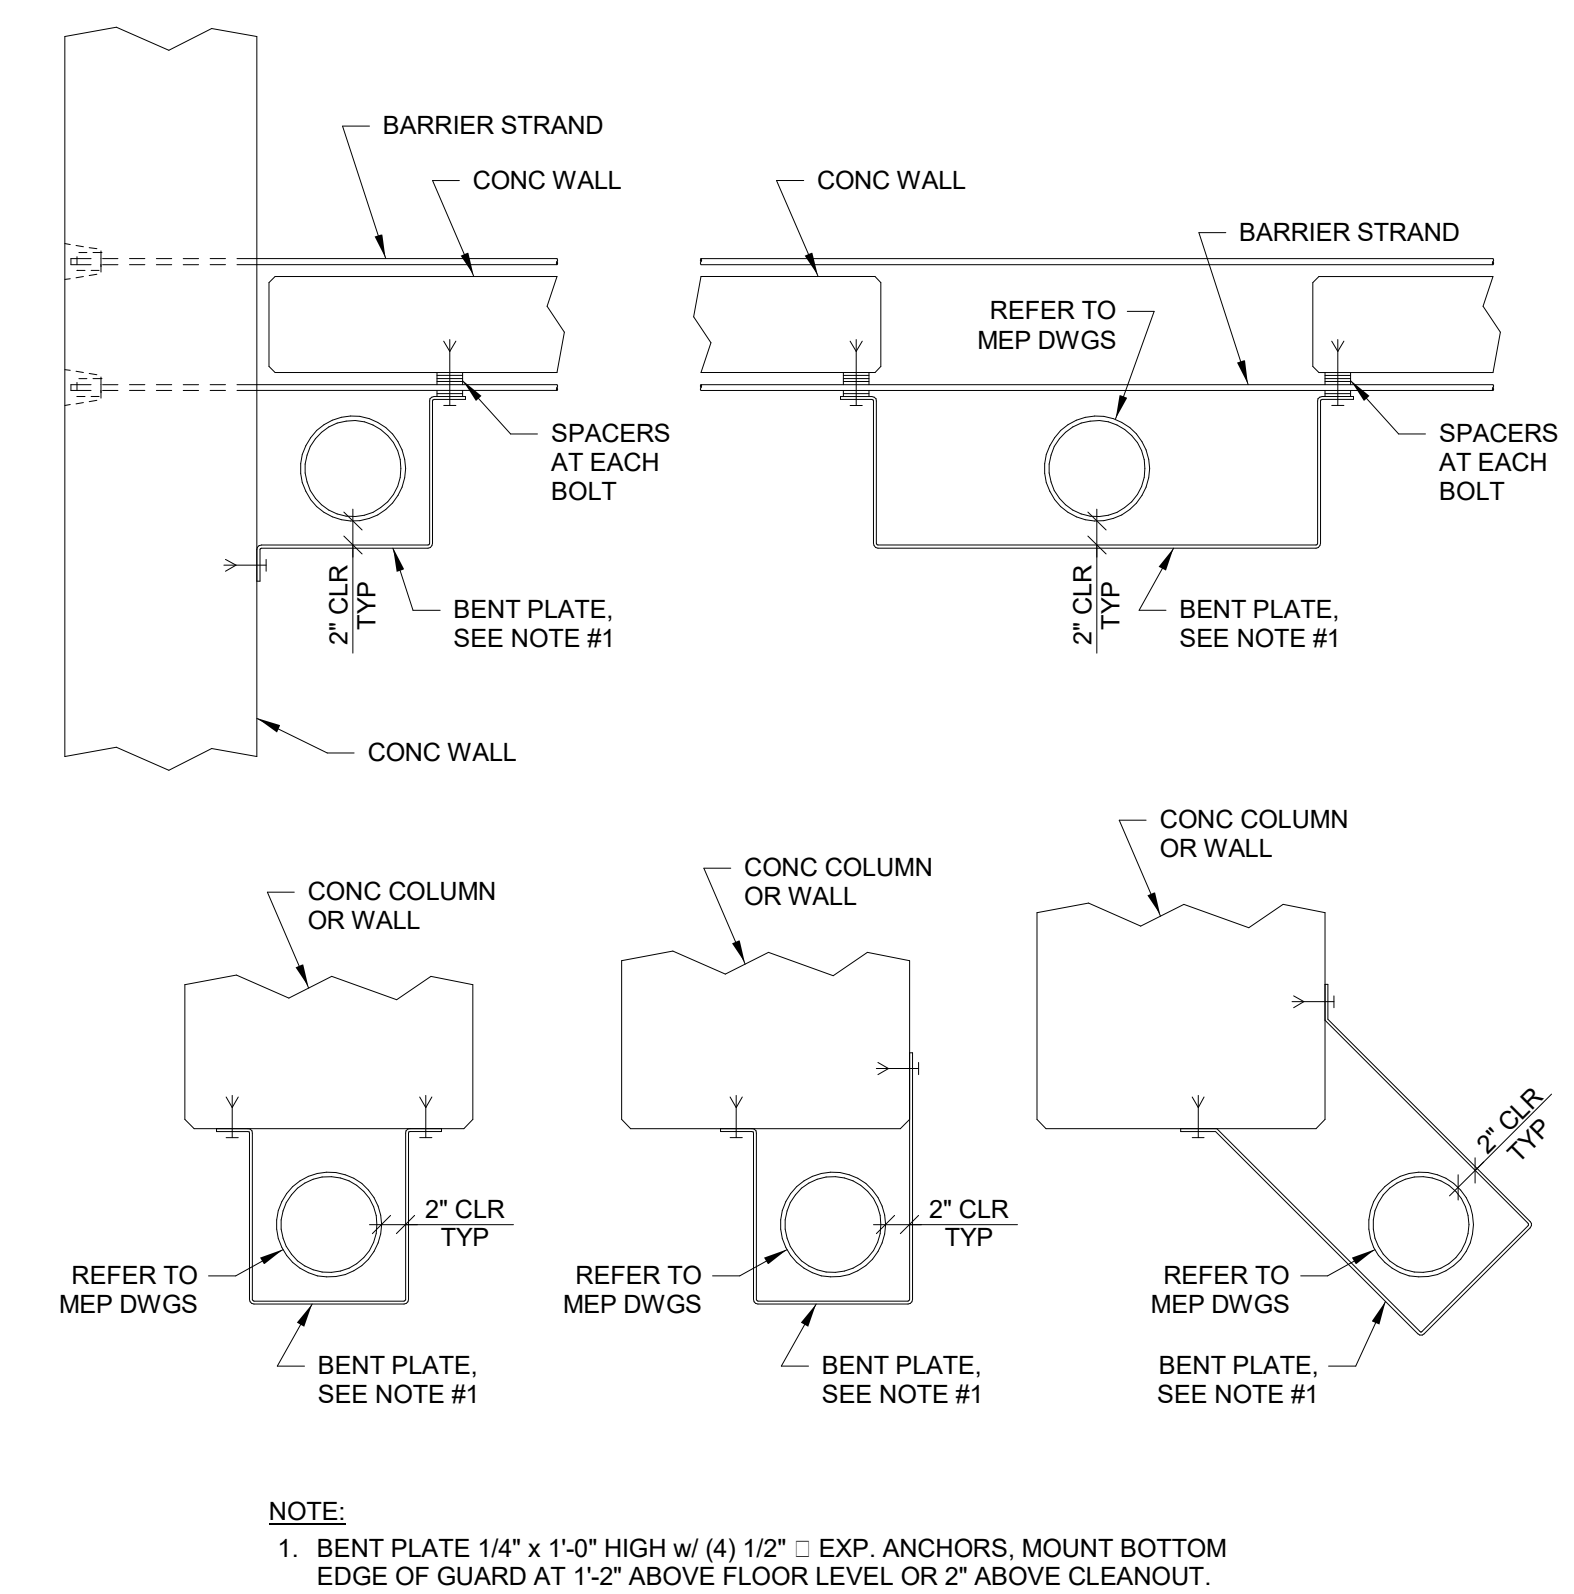 BARRIER STRAND
CONC WALL
SPACERS
AT EACH
BOLT
2" CLR
TYP
BENT PLATE,
SEE NOTE #1
CONC WALL
CONC WALL
BARRIER STRAND
REFER TO
MEP DWGS
SPACERS
AT EACH
BOLT
2" CLR
TYP
BENT PLATE,
SEE NOTE #1
CONC COLUMN
OR WALL
2" CLR
TYP
REFER TO
MEP DWGS
BENT PLATE,
SEE NOTE #1
CONC COLUMN
OR WALL
2" CLR
TYP
REFER TO
MEP DWGS
BENT PLATE,
SEE NOTE #1
CONC COLUMN
OR WALL
2" CLR
TYP
REFER TO
MEP DWGS
BENT PLATE,
SEE NOTE #1
NOTE:
1. BENT PLATE 1/4" x 1'-0" HIGH w/ (4) 1/2" □ EXP. ANCHORS, MOUNT BOTTOM
EDGE OF GUARD AT 1'-2" ABOVE FLOOR LEVEL OR 2" ABOVE CLEANOUT.